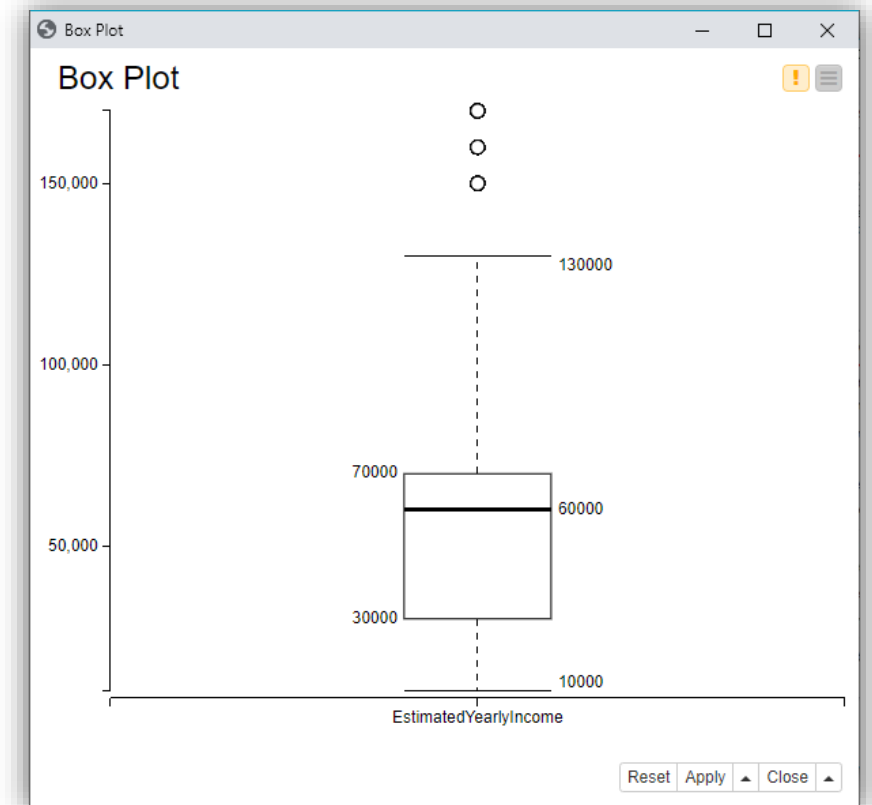 Box Plot
Box Plot
150,000
130000
100,000
70000
60000
50,000
30000
10000
EstimatedYearlyIncome
Reset Apply Close